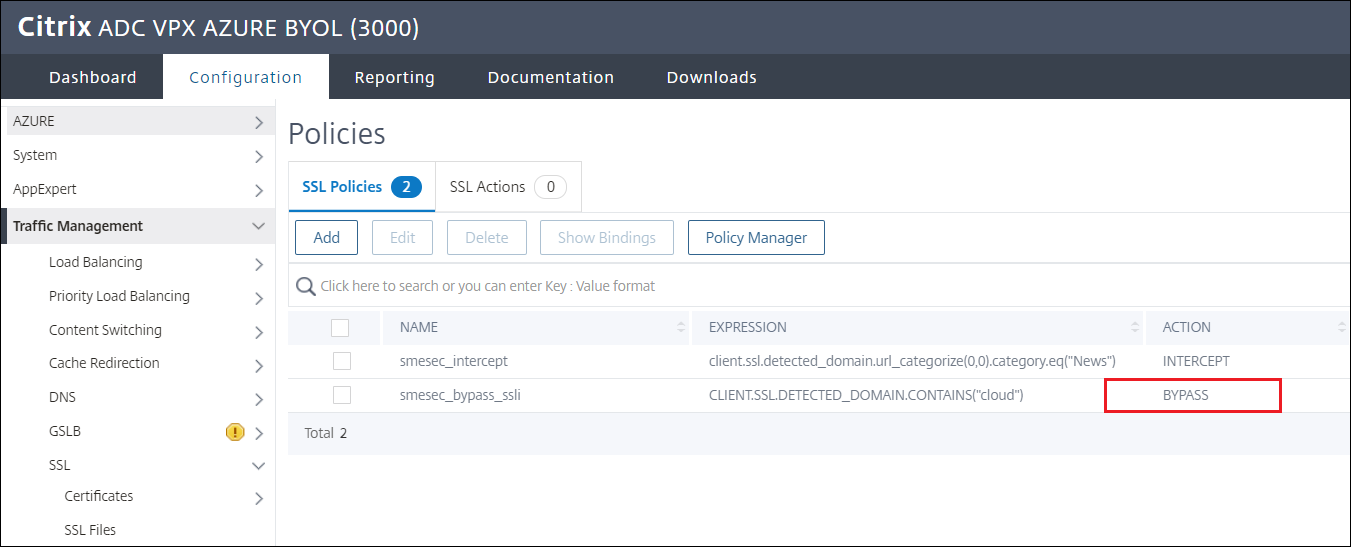 Citrix ADC VPX AZURE BYOL (3000)
Dashboard Configuration Reporting Documentation Downloads
AZURE
System
AppExpert
Traffic Management
Load Balancing
Priority Load Balancing
Content Switching
Cache Redirection
DNS
GSLB
SSL
Certificates
SSL Files
Policies
SSL Policies 2 SSL Actions 0
Add Edit Delete Show Bindings Policy Manager
Click here to search or you can enter Key : Value format
NAME EXPRESSION ACTION
smesec_intercept client.ssl.detected_domain.url_categorize(0,0).category.eq("News") INTERCEPT
smesec_bypass_ssli CLIENT.SSL.DETECTED_DOMAIN.CONTAINS("cloud") BYPASS
Total 2